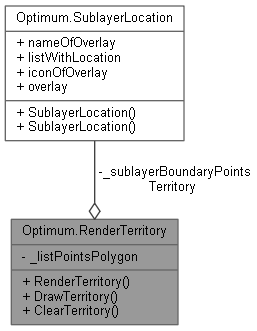 Optimum.SublayerLocation
+ nameOfOverlay
+ listWithLocation
+ iconOfOverlay
+ overlay
+ SublayerLocation()
+ SublayerLocation()
-_sublayerBoundaryPoints
Territory
Optimum.RenderTerritory
- _listPointsPolygon
+ RenderTerritory()
+ DrawTerritory()
+ ClearTerritory()